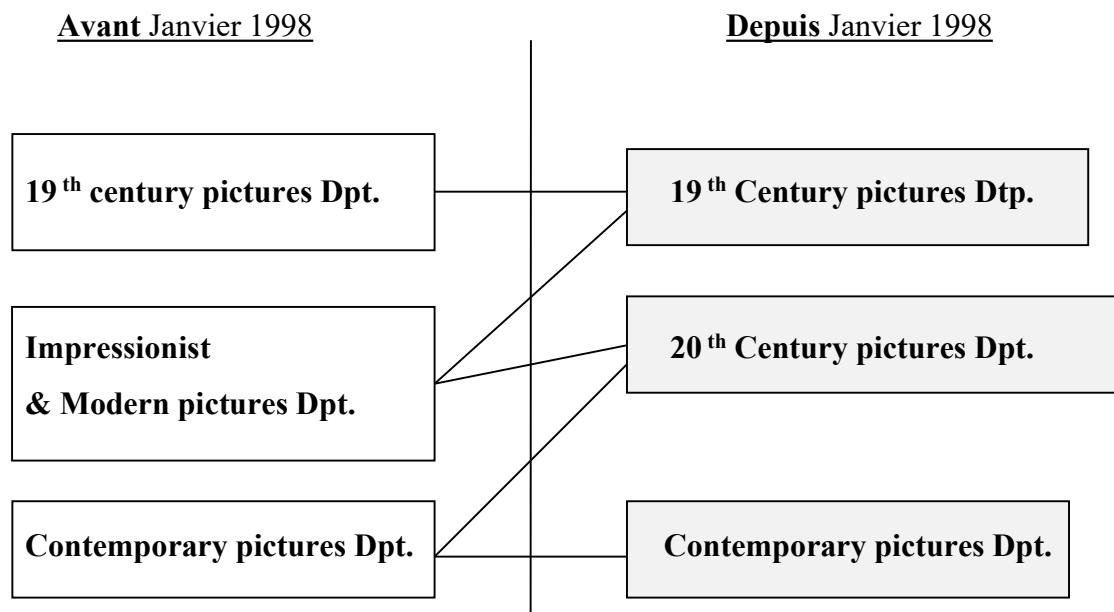 Avant Janvier 1998
Depuis Janvier 1998
19 th century pictures Dpt.
19 th Century pictures Dtp.
Impressionist
& Modern pictures Dpt.
20 th Century pictures Dpt.
Contemporary pictures Dpt.
Contemporary pictures Dpt.